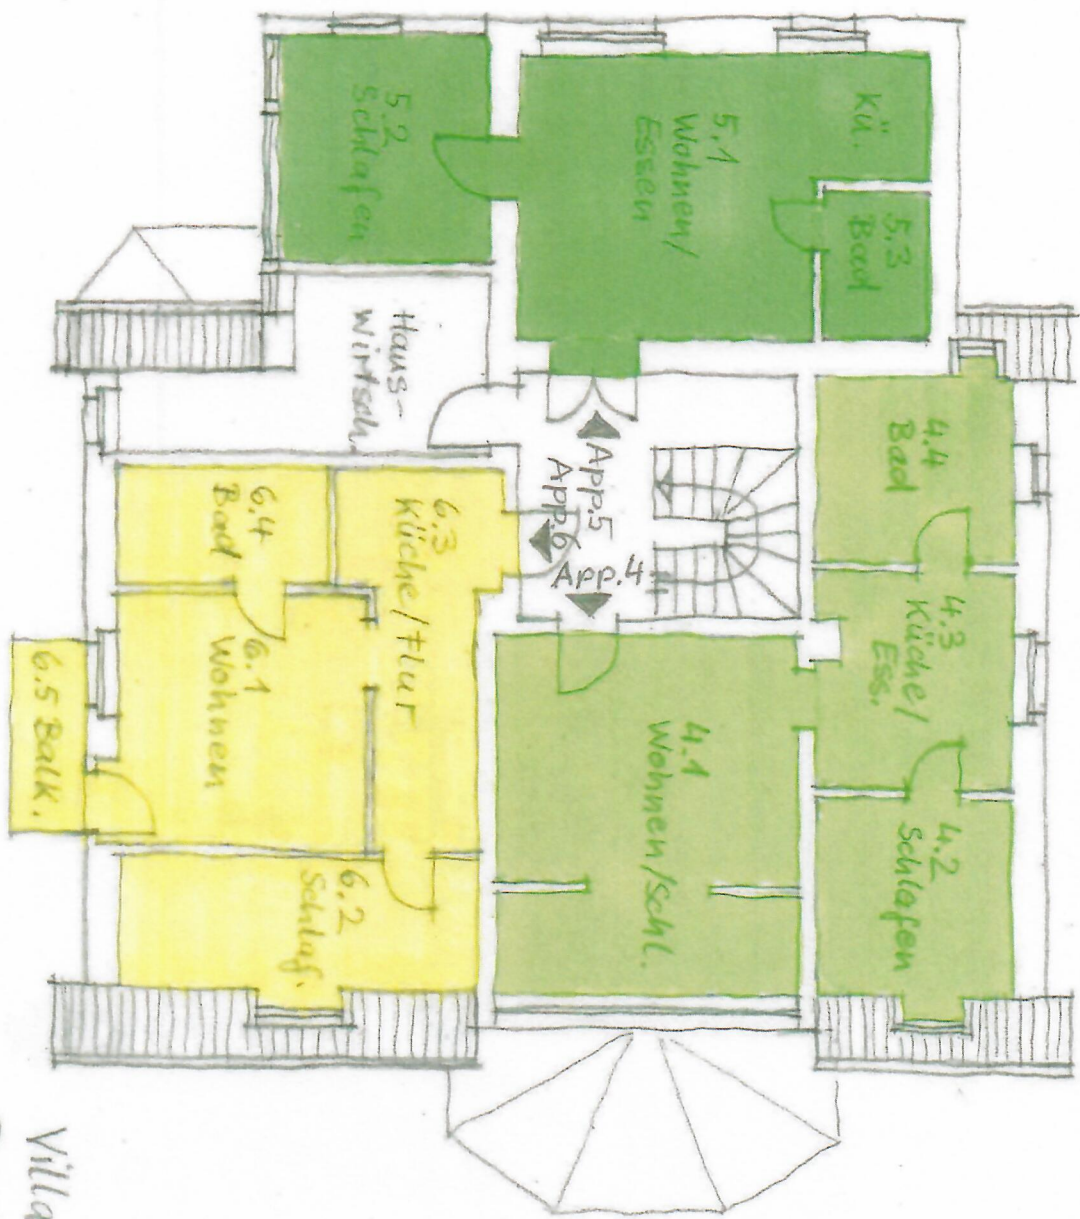 5.2
Schlafen
5.1
Wohnen/
Essen
Kü.
5.3
Bad
Haus-
wirtsch.
App.5
App.6
App.4
4.4
Bad
4.3
Küche/
Ess.
4.2
Schlafen
4.1
Wohnen/Schl.
6.4
Bad
6.3
Küche/Flur
6.1
Wohnen
6.5 Balk.
6.2
Schlaf.
Villa